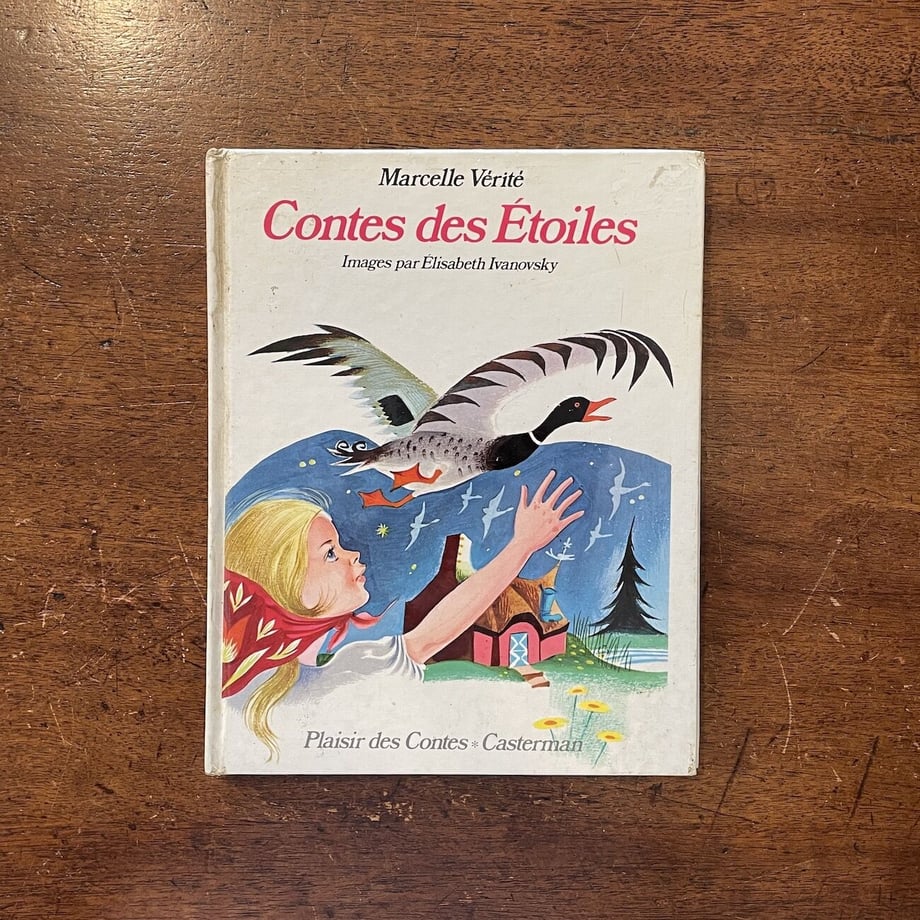 Marcelle Vérité
Contes des Étoiles
Images par Élisabeth Ivanovsky
Plaisir des Contes * Casterman